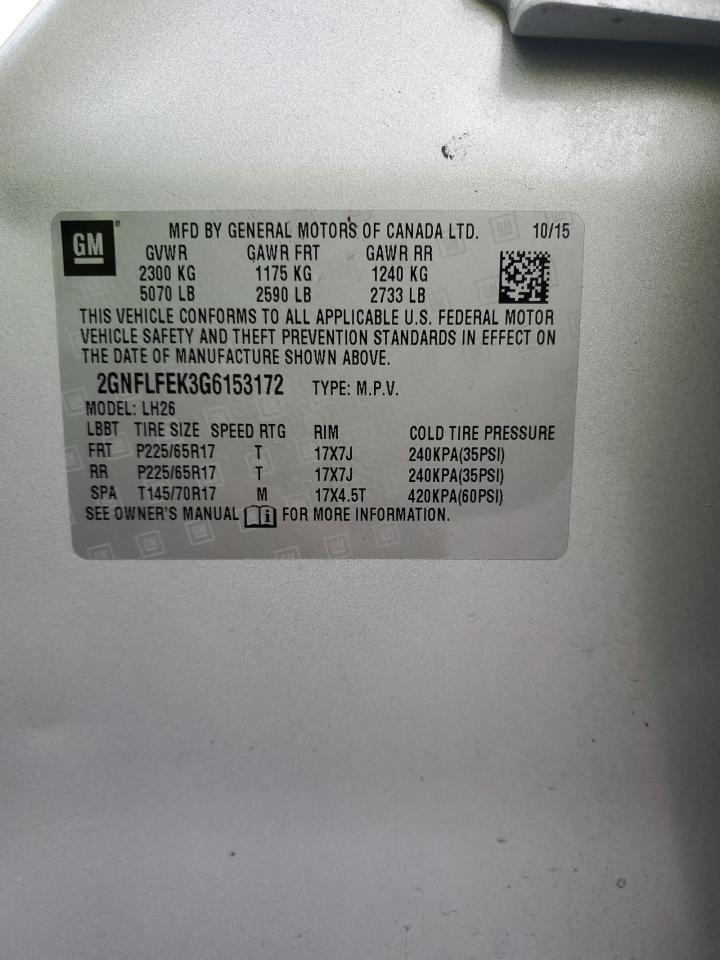 GM ® MFD BY GENERAL MOTORS OF CANADA LTD. 10/15
GVWR GAWR FRT GAWR RR
2300 KG 1175 KG 1240 KG
5070 LB 2590 LB 2733 LB
THIS VEHICLE CONFORMS TO ALL APPLICABLE U.S. FEDERAL MOTOR
VEHICLE SAFETY AND THEFT PREVENTION STANDARDS IN EFFECT ON
THE DATE OF MANUFACTURE SHOWN ABOVE.
2GNFLFEK3G6153172 TYPE: M.P.V.
MODEL: LH26
LBBT TIRE SIZE SPEED RTG RIM COLD TIRE PRESSURE
FRT P225/65R17 T 17X7J 240KPA(35PSI)
RR P225/65R17 T 17X7J 240KPA(35PSI)
SPA T145/70R17 M 17X4.5T 420KPA(60PSI)
SEE OWNER'S MANUAL i FOR MORE INFORMATION.